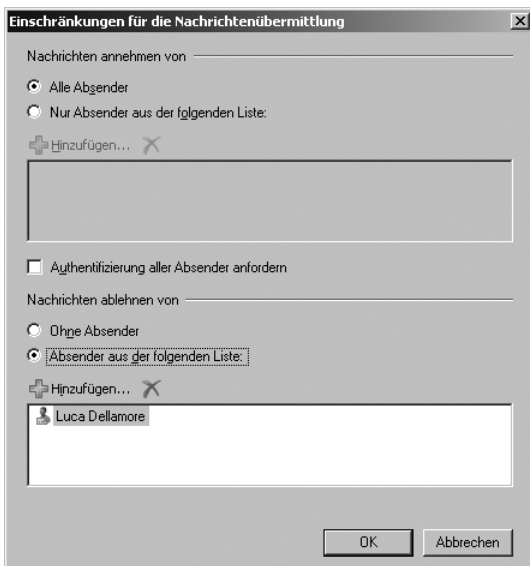 Einschränkungen für die Nachrichtenübermittlung
Nachrichten annehmen von
Alle Absender
Nur Absender aus der folgenden Liste:
Hinzufügen...
Authentifizierung aller Absender anfordern
Nachrichten ablehnen von
Ohne Absender
Absender aus der folgenden Liste:
Hinzufügen...
Luca Dellamore
OK Abbrechen